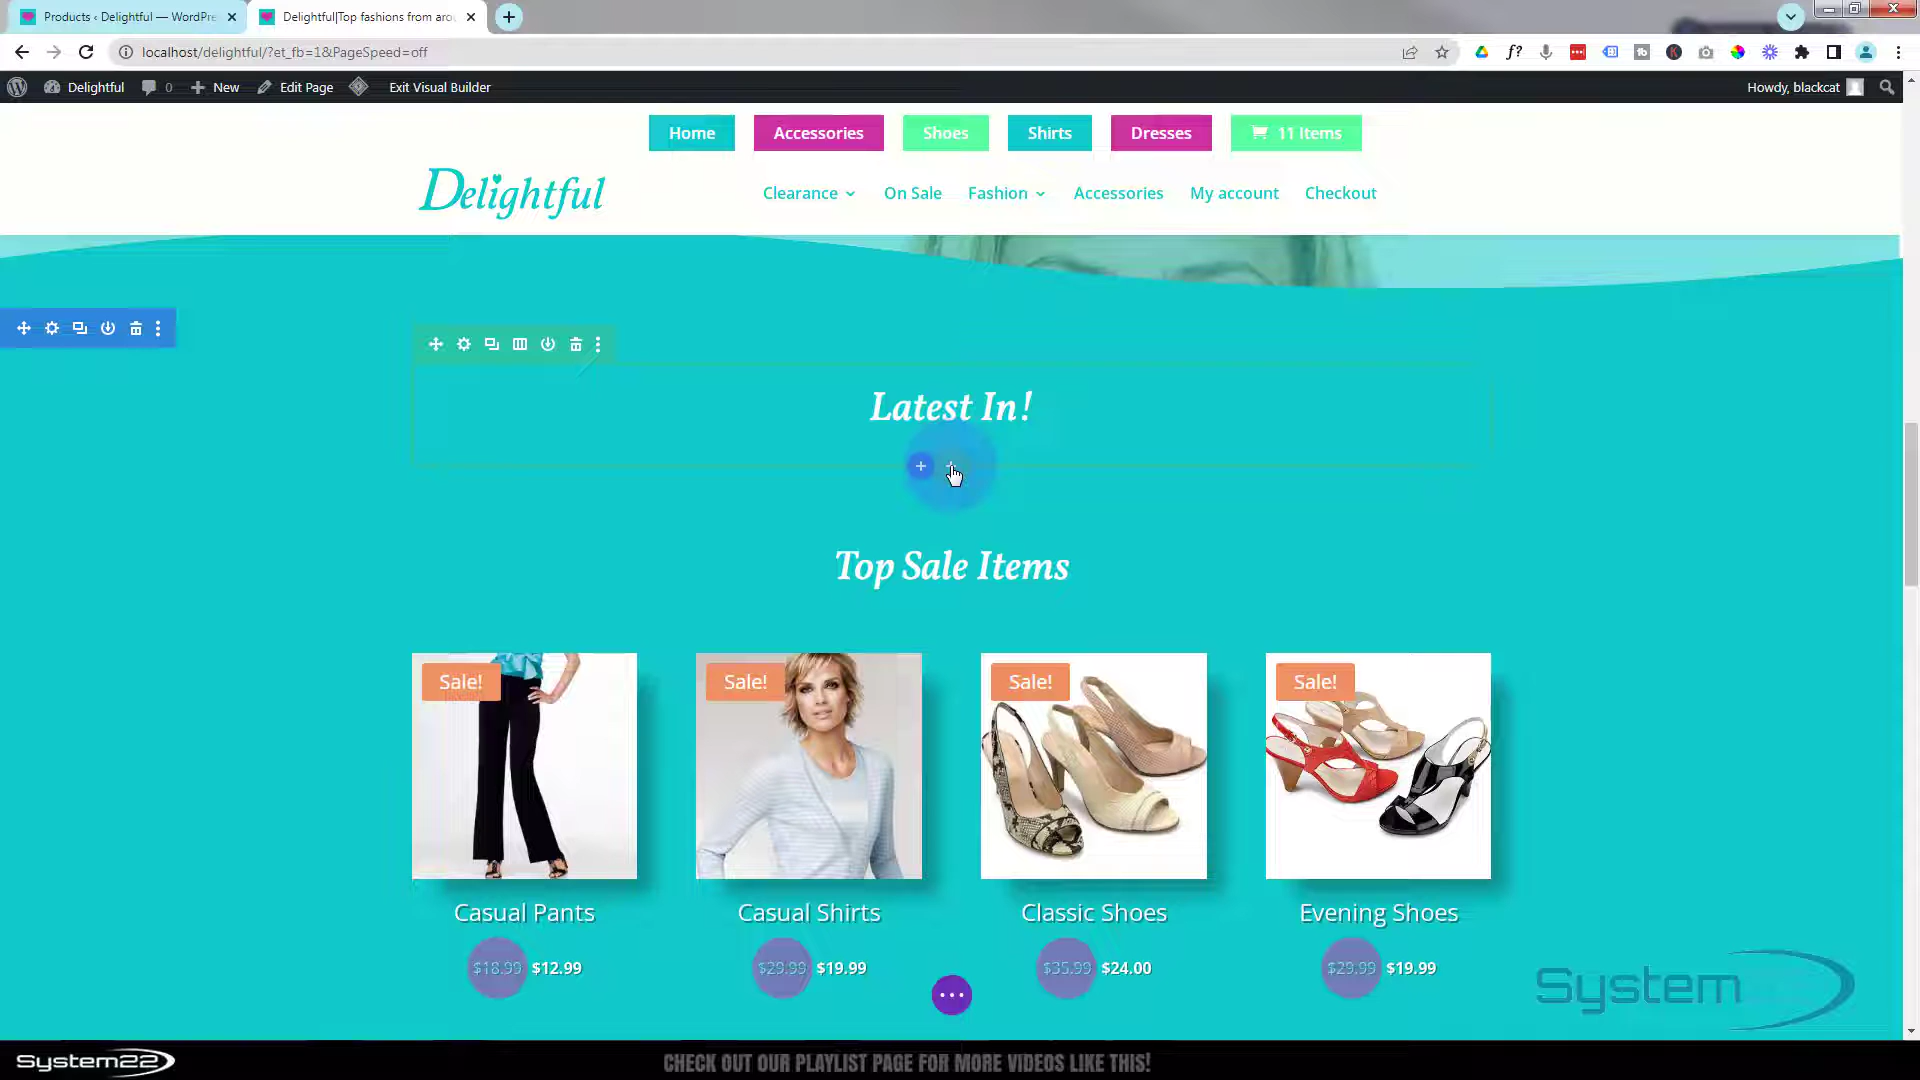 Products ‹ Delightful — WordPre
Delightful|Top fashions from aro
localhost/delightful/?et_fb=1&PageSpeed=off
Delightful
0
New
Edit Page
Exit Visual Builder
Howdy, blackcat
Home
Accessories
Shoes
Shirts
Dresses
11 Items
Delightful
Clearance
On Sale
Fashion
Accessories
My account
Checkout
Latest In!
Top Sale Items
Sale!
Sale!
Sale!
Sale!
Casual Pants
Casual Shirts
Classic Shoes
Evening Shoes
$18.99 $12.99
$29.99 $19.99
$35.99 $24.00
$29.99 $19.99
System
System22
CHECK OUT OUR PLAYLIST PAGE FOR MORE VIDEOS LIKE THIS!